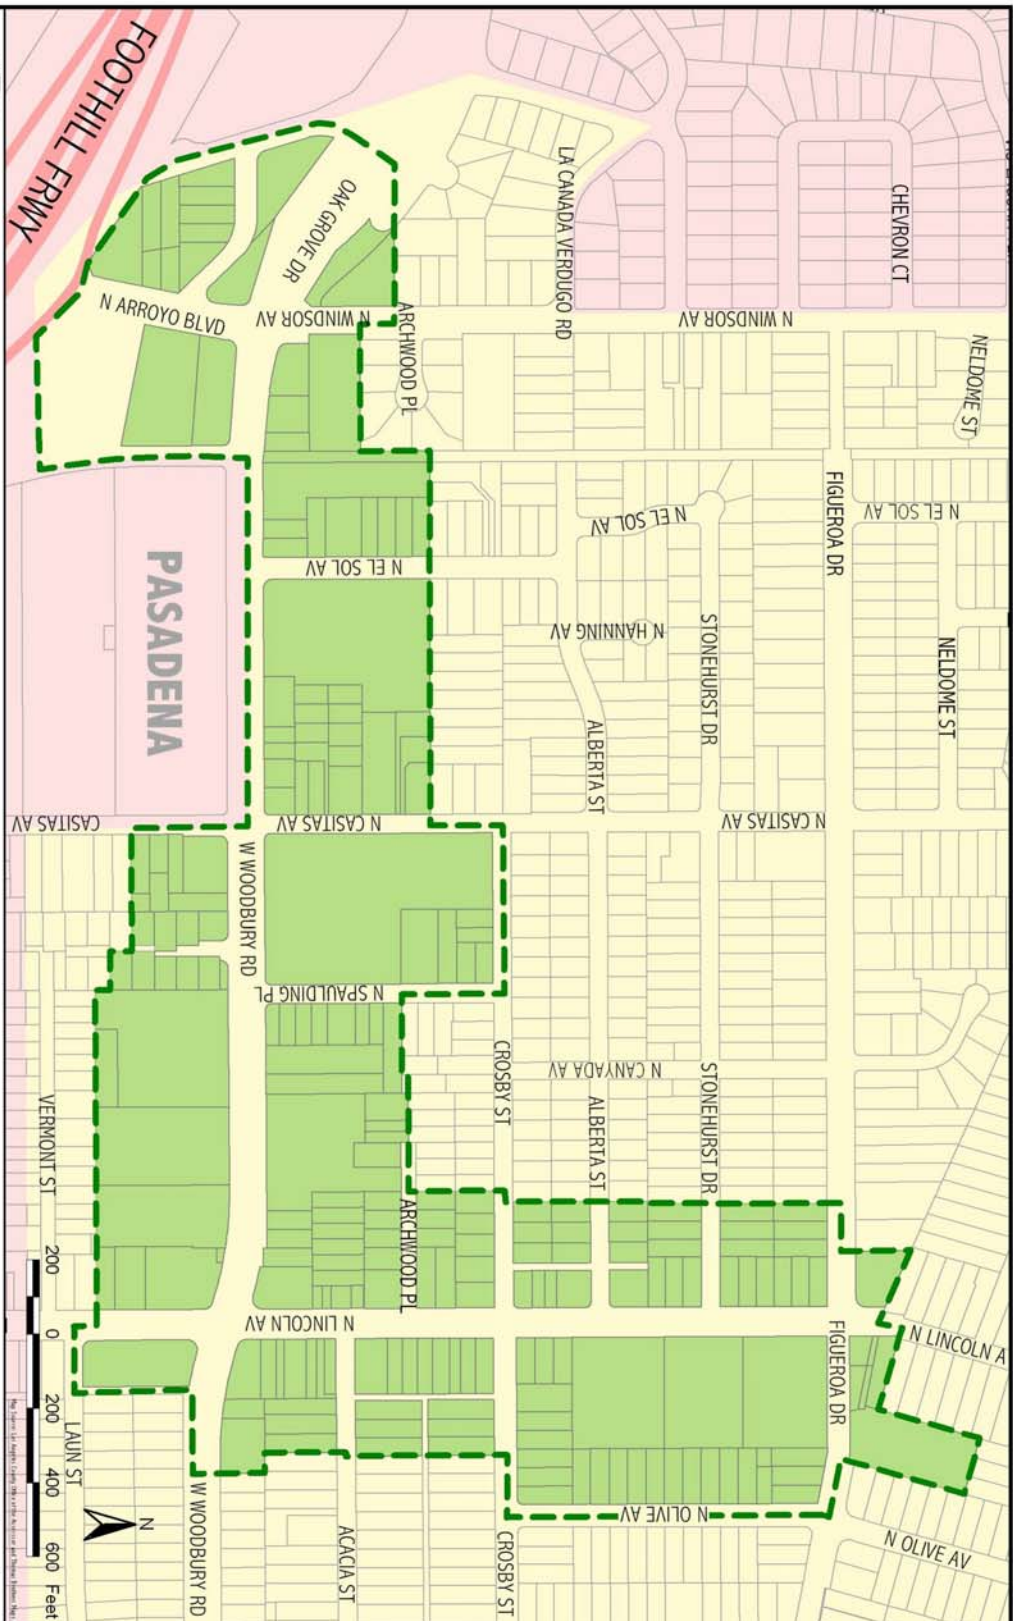 FOOTHILL FRWY
OAK GROVE DR
N ARROYO BLVD
N WINDSOR AV
ARCHWOOD PL
LA CANADA VERDUGO RD
N WINDSOR AV
CHEVRON CT
NELDOME ST
FIGUEROA DR
N EL SOL AV
N EL SOL AV
N EL SOL AV
N HANNING AV
STONEHURST DR
NELDOME ST
ALBERTA ST
PASADENA
CASITAS AV
N CASITAS AV
N CASITAS AV
W WOODBURY RD
N SPAULDING PL
CROSBY ST
N CANYADA AV
ALBERTA ST
STONEHURST DR
VERMONT ST
ARCHWOOD PL
N LINCOLN AV
FIGUEROA DR
N LINCOLN A
LAUN ST
W WOODBURY RD
ACACIA ST
CROSBY ST
N OLIVE AV
N OLIVE AV
N
200 0 200 400 600 Feet